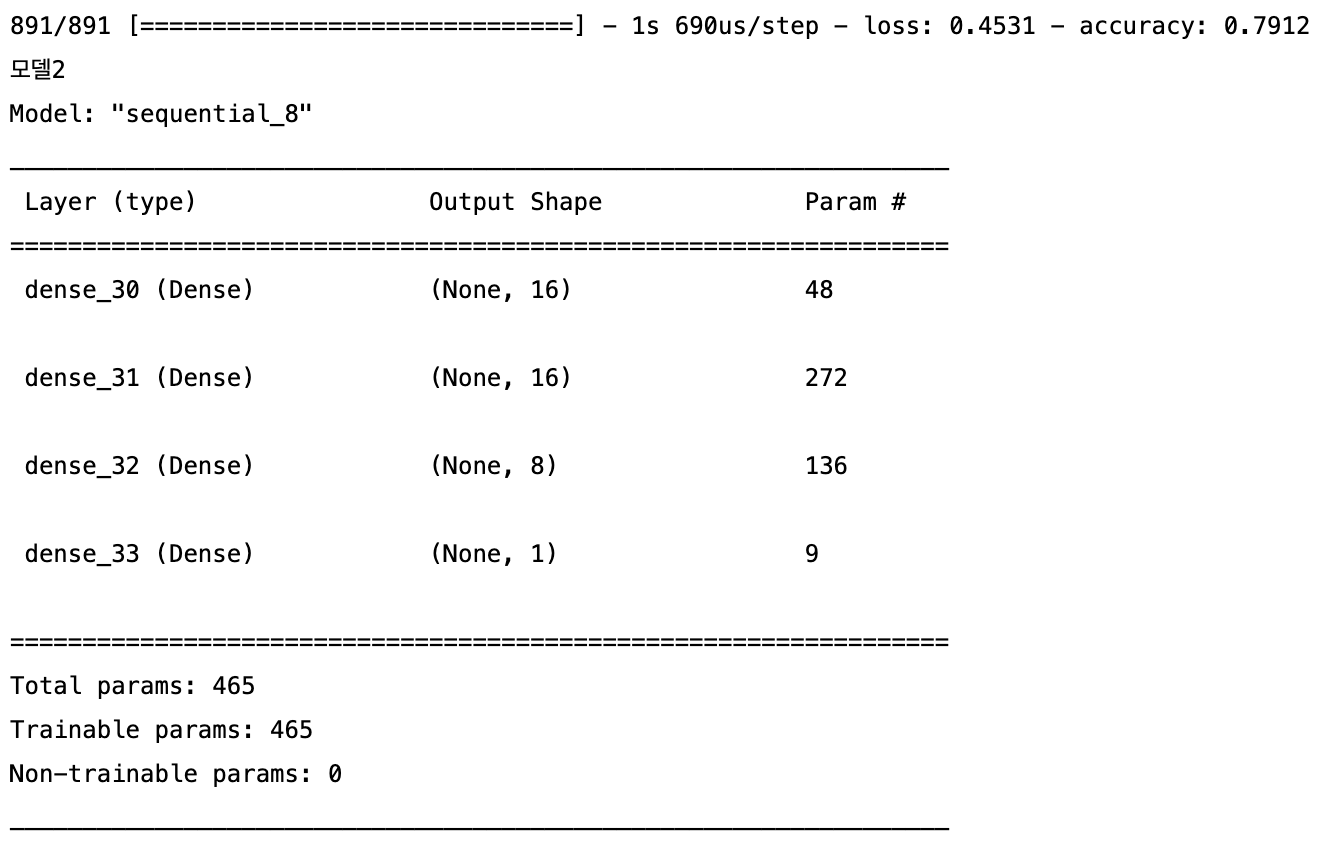 891/891 [==============================] - 1s 690us/step - loss: 0.4531 - accuracy: 0.7912
모델2
Model: "sequential_8"
_________________________________________________________________
Layer (type)                Output Shape              Param #
=================================================================
dense_30 (Dense)            (None, 16)                48
dense_31 (Dense)            (None, 16)                272
dense_32 (Dense)            (None, 8)                 136
dense_33 (Dense)            (None, 1)                 9
=================================================================
Total params: 465
Trainable params: 465
Non-trainable params: 0
_________________________________________________________________